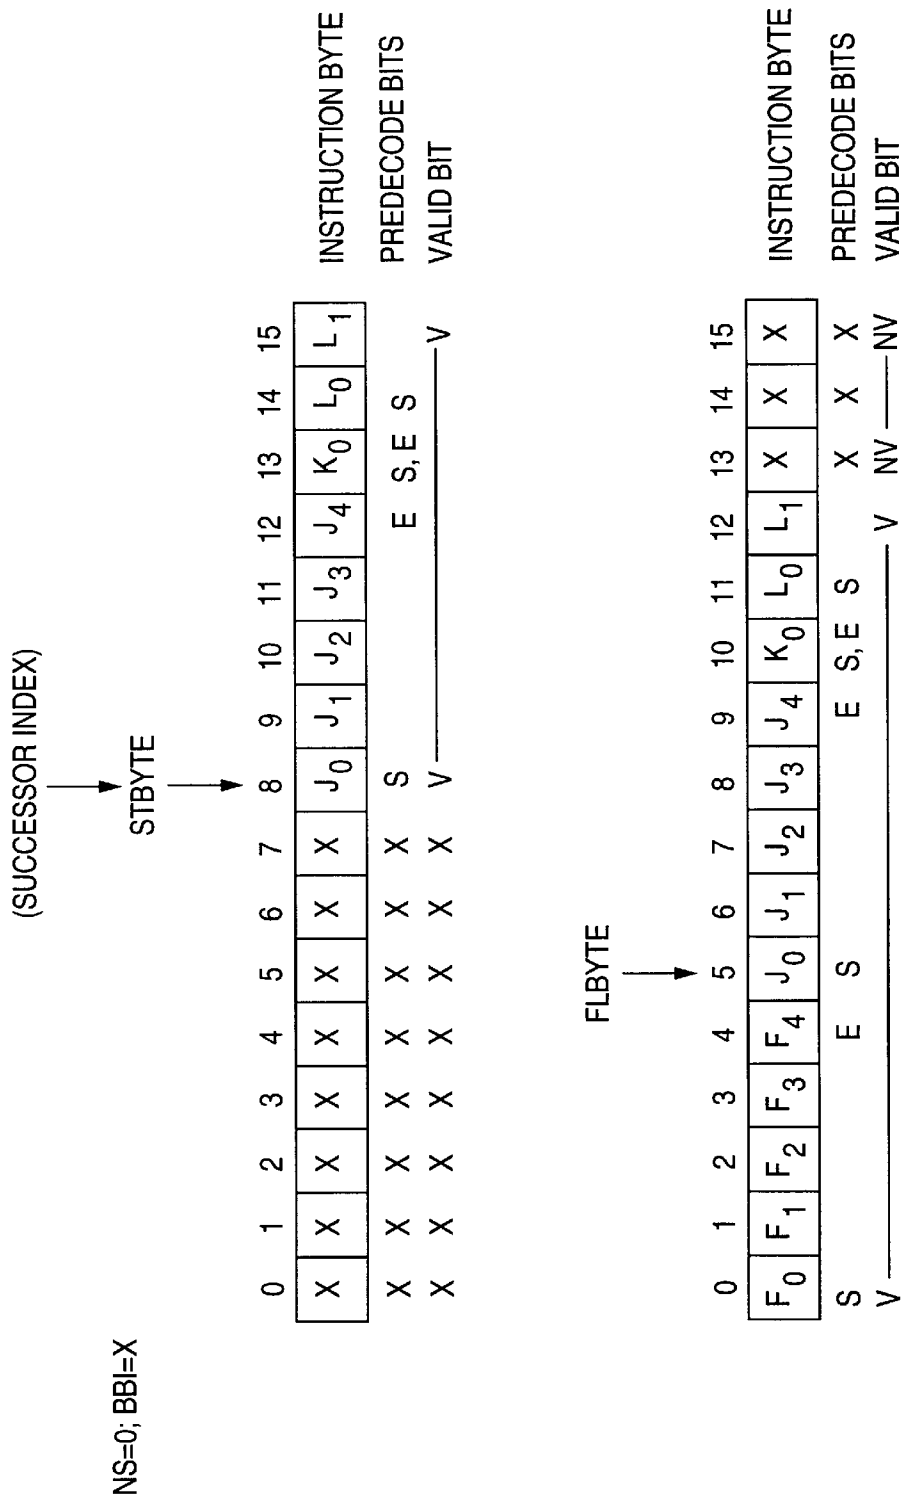 NS=0; BBI=X
(SUCCESSOR INDEX)
STBYTE
0 1 2 3 4 5 6 7 8 9 10 11 12 13 14 15
X X X X X X X X J0 J1 J2 J3 J4 K0 L0 L1 INSTRUCTION BYTE
X X X X X X X X S E S, E S PREDECODE BITS
X X X X X X X X V V VALID BIT
FLBYTE
0 1 2 3 4 5 6 7 8 9 10 11 12 13 14 15
F0 F1 F2 F3 F4 J0 J1 J2 J3 J4 K0 L0 L1 X X X INSTRUCTION BYTE
S E S E S, E S X X X PREDECODE BITS
V V NV NV VALID BIT